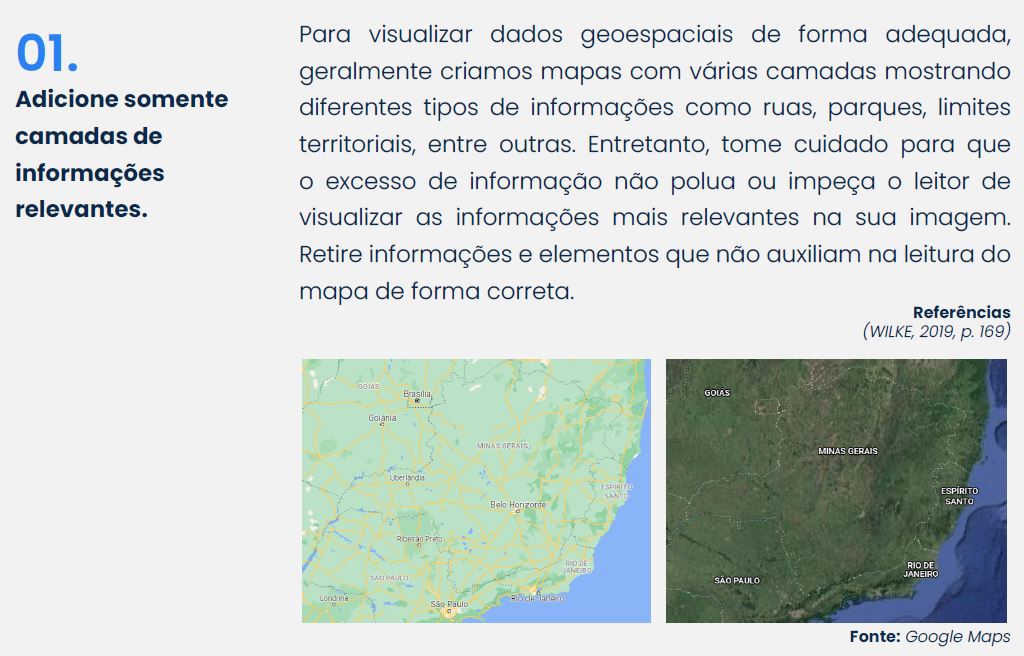 01.
Adicione somente
camadas de
informações
relevantes.
Para visualizar dados geoespaciais de forma adequada,
geralmente criamos mapas com várias camadas mostrando
diferentes tipos de informações como ruas, parques, limites
territoriais, entre outras. Entretanto, tome cuidado para que
o excesso de informação não polua ou impeça o leitor de
visualizar as informações mais relevantes na sua imagem.
Retire informações e elementos que não auxiliam na leitura do
mapa de forma correta.
Referências
(WILKE, 2019, p. 169)
GOIÁS
Brasília
Goiânia
MINAS GERAIS
Uberlândia
ESPÍRITO
SANTO
Belo Horizonte
Ribeirão Preto
RIO DE
JANEIRO
SÃO PAULO
Londrina
Rio de Janeiro
São Paulo
GOIÁS
MINAS GERAIS
ESPÍRITO
SANTO
RIO DE
JANEIRO
SÃO PAULO
Fonte: Google Maps